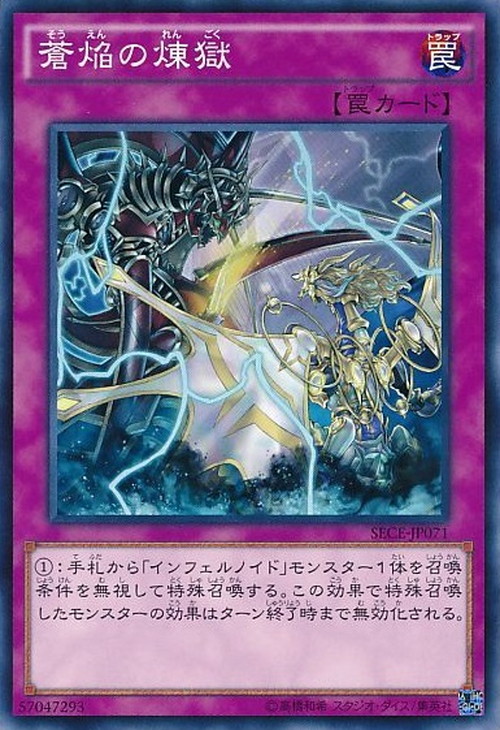 蒼焔の煉獄
罠
【罠カード】
SECE-JP071
①：手札から「インフェルノイド」モンスター１体を召喚
条件を無視して特殊召喚する。この効果で特殊召喚
したモンスターの効果はターン終了時まで無効化される。
57047293
©高橋和希 スタジオ・ダイス/集英社